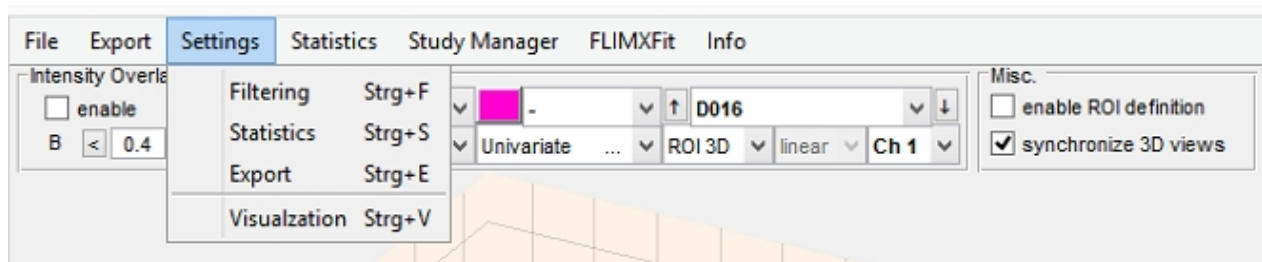 File Export Settings Statistics Study Manager FLIMXFit Info
Intensity Overla
enable
B < 0.4
Filtering Strg+F
Statistics Strg+S
Export Strg+E
Visualzation Strg+V
- ↑ D016 ↓
Univariate ... ROI 3D linear Ch 1
Misc.
enable ROI definition
synchronize 3D views